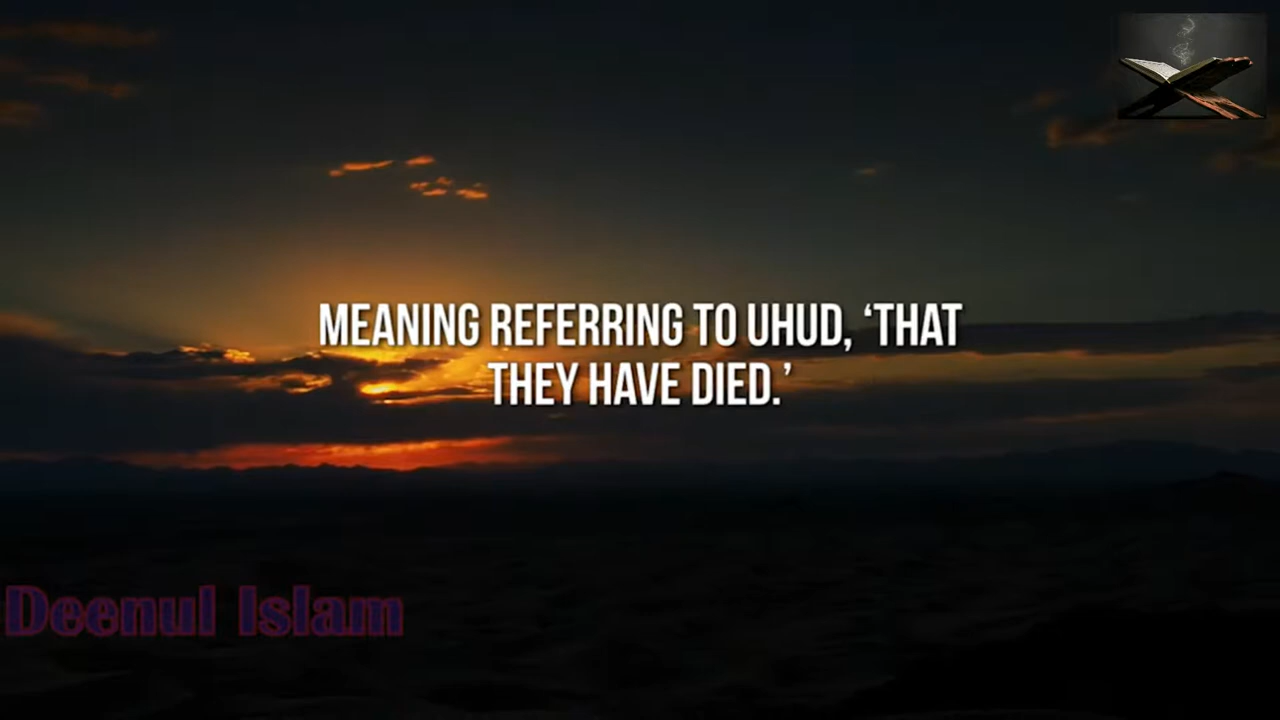 MEANING REFERRING TO UHUD, ‘THAT
THEY HAVE DIED.’
Deenul Islam